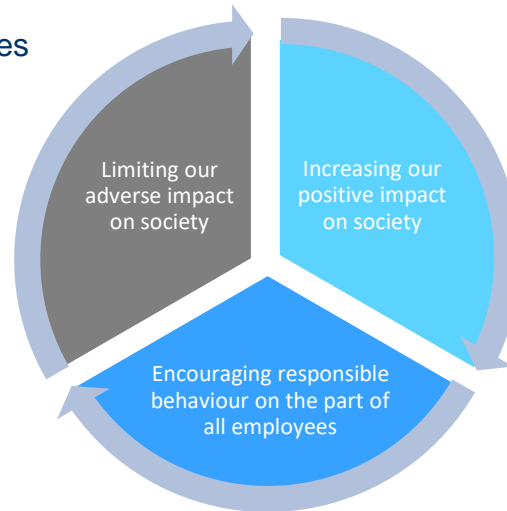 es
Limiting our
adverse impact
on society
Increasing our
positive impact
on society
Encouraging responsible
behaviour on the part of
all employees